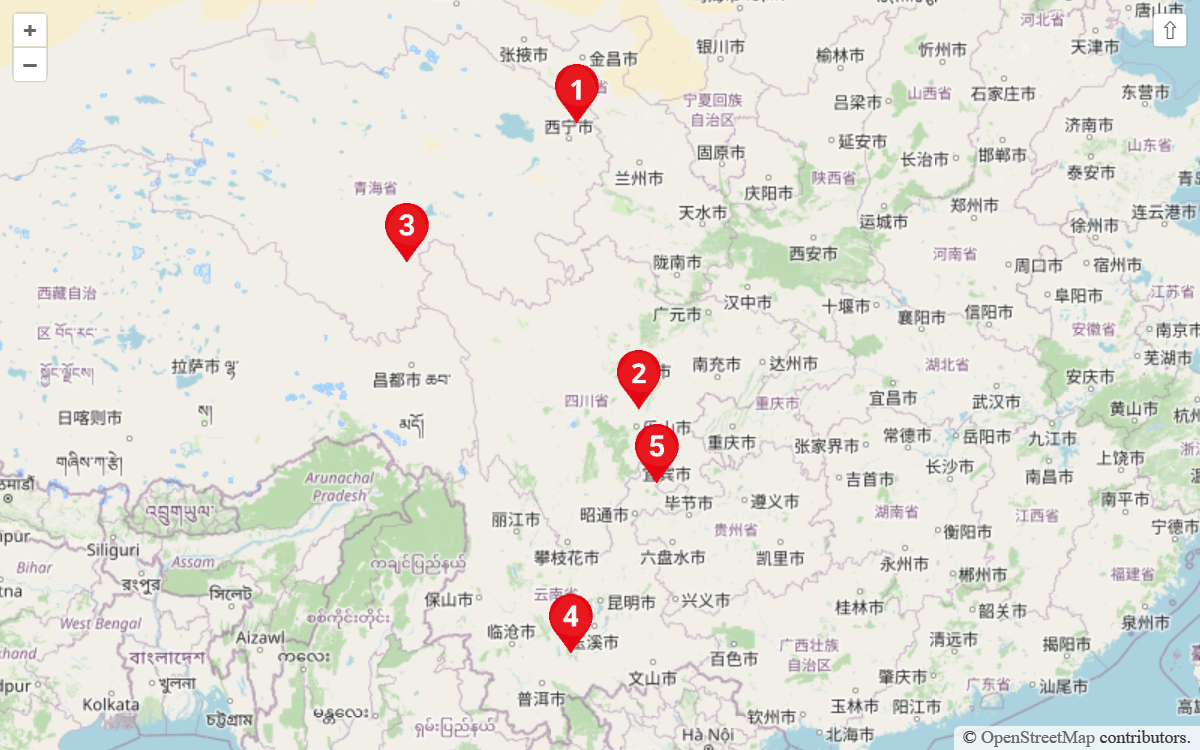 +
−
⇧
唐山市
河北省
天津市
银川市
忻州市
榆林市
张掖市
金昌市
1
省
石家庄市
东营市
吕梁市
山西省
宁夏回族
自治区
西宁市
济南市
延安市
山东省
固原市
长治市
邯郸市
泰安市
兰州市
陕西省
青海省
庆阳市
天水市
运城市
郑州市
连云港市
徐州市
3
西安市
河南省
陇南市
周口市
宿州市
西藏自治
江苏省
阜阳市
汉中市
十堰市
广元市
襄阳市
信阳市
安徽省
南京市
芜湖市
拉萨市
南充市
达州市
湖北省
2
市
昌都市
安庆市
四川省
宜昌市
武汉市
重庆市
黄山市
日喀则市
乐山市
重庆市
张家界市
常德市
岳阳市
九江市
5
上饶市
长沙市
宜宾市
吉首市
南昌市
Arunachal
Pradesh
毕节市
遵义市
南平市
湖南省
江西省
丽江市
昭通市
贵州省
衡阳市
宁德市
Siliguri
攀枝花市
六盘水市
凯里市
永州市
Assam
Bihar
郴州市
福建省
রংপুর
সিলেট
云南省
保山市
昆明市
兴义市
桂林市
韶关市
4
泉州市
West Bengal
临沧市
玉溪市
清远市
揭阳市
Aizawl
广西壮族
自治区
বাংলাদেশ
ကလေး
百色市
文山市
肇庆市
খুলনা
广东省
汕尾市
普洱市
Kolkata
玉林市
阳江市
চট্টগ্রাম
钦州市
Hà Nội
北海市
© OpenStreetMap contributors.